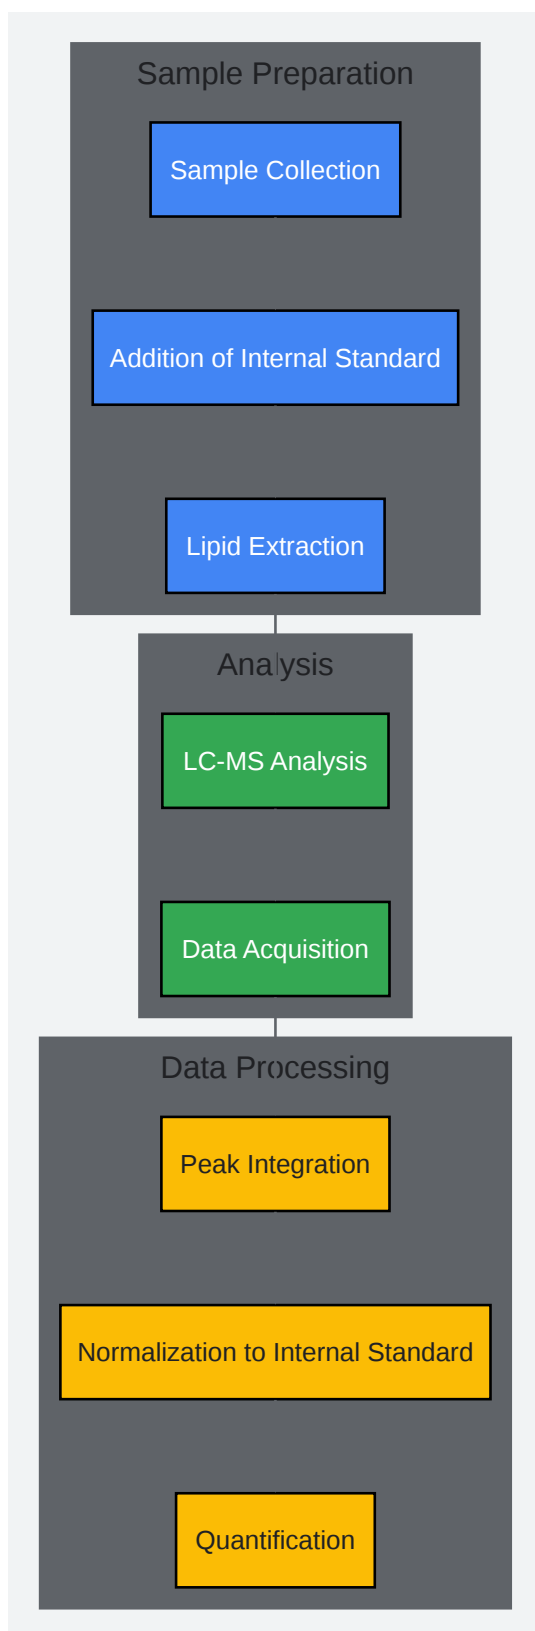 Sample Preparation
Sample Collection
Addition of Internal Standard
Lipid Extraction
Analysis
LC-MS Analysis
Data Acquisition
Data Processing
Peak Integration
Normalization to Internal Standard
Quantification